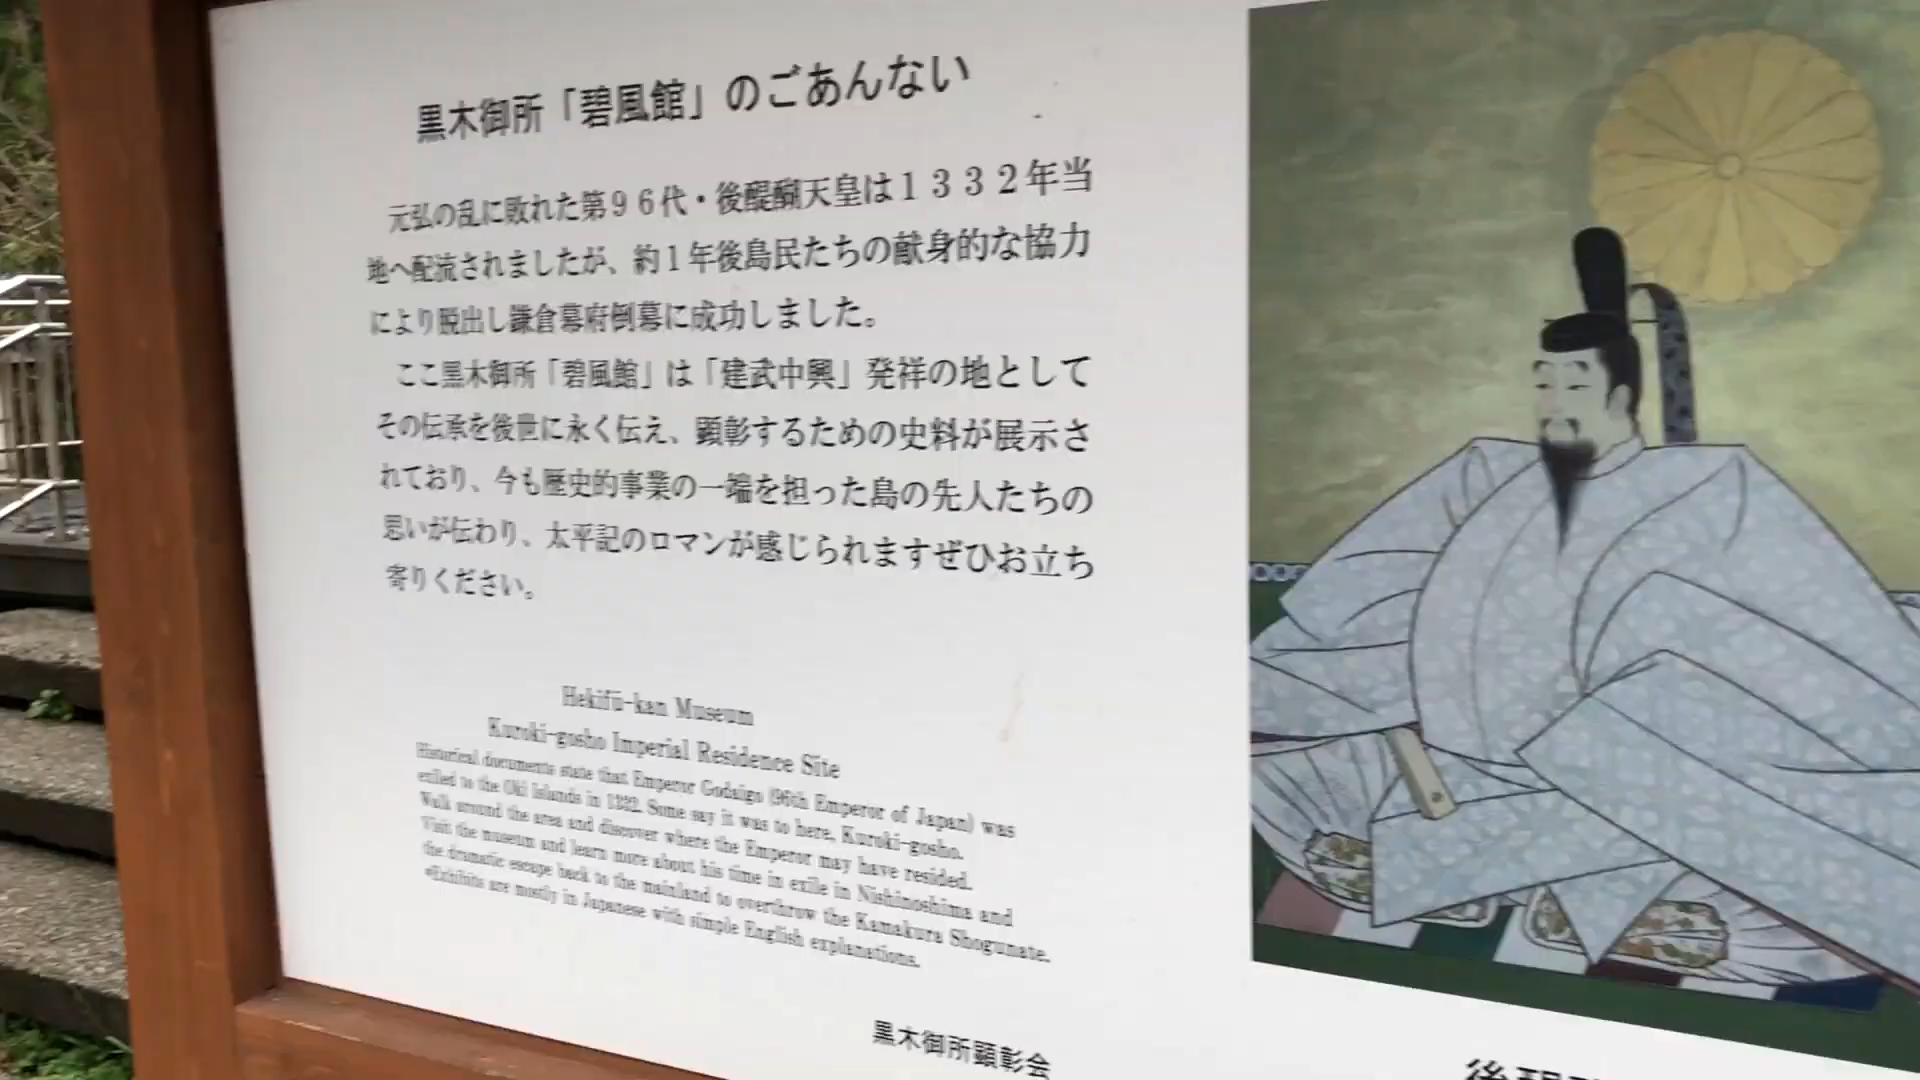 黒木御所「碧風館」のごあんない
元弘の乱に敗れた第96代・後醍醐天皇は1332年当
地へ配流されましたが、約1年後島民たちの献身的な協力
により脱出し鎌倉幕府倒幕に成功しました。
ここ黒木御所「碧風館」は「建武中興」発祥の地として
その伝承を後世に永く伝え、顕彰するための史料が展示さ
れており、今も歴史的事業の一端を担った島の先人たちの
思いが伝わり、太平記のロマンが感じられますぜひお立ち
寄りください。
Hekifū-kan Museum
Kuroki-gosho Imperial Residence Site
Historical documents state that Emperor Godaigo (96th Emperor of Japan) was
exiled to the Oki Islands in 1332. Some say it was to here, Kuroki-gosho.
Walk around the area and discover where the Emperor may have resided.
Visit the museum and learn more about his time in exile in Nishinoshima and
the dramatic escape back to the mainland to overthrow the Kamakura Shogunate.
*Exhibits are mostly in Japanese with simple English explanations.
黒木御所顕彰会
後醍